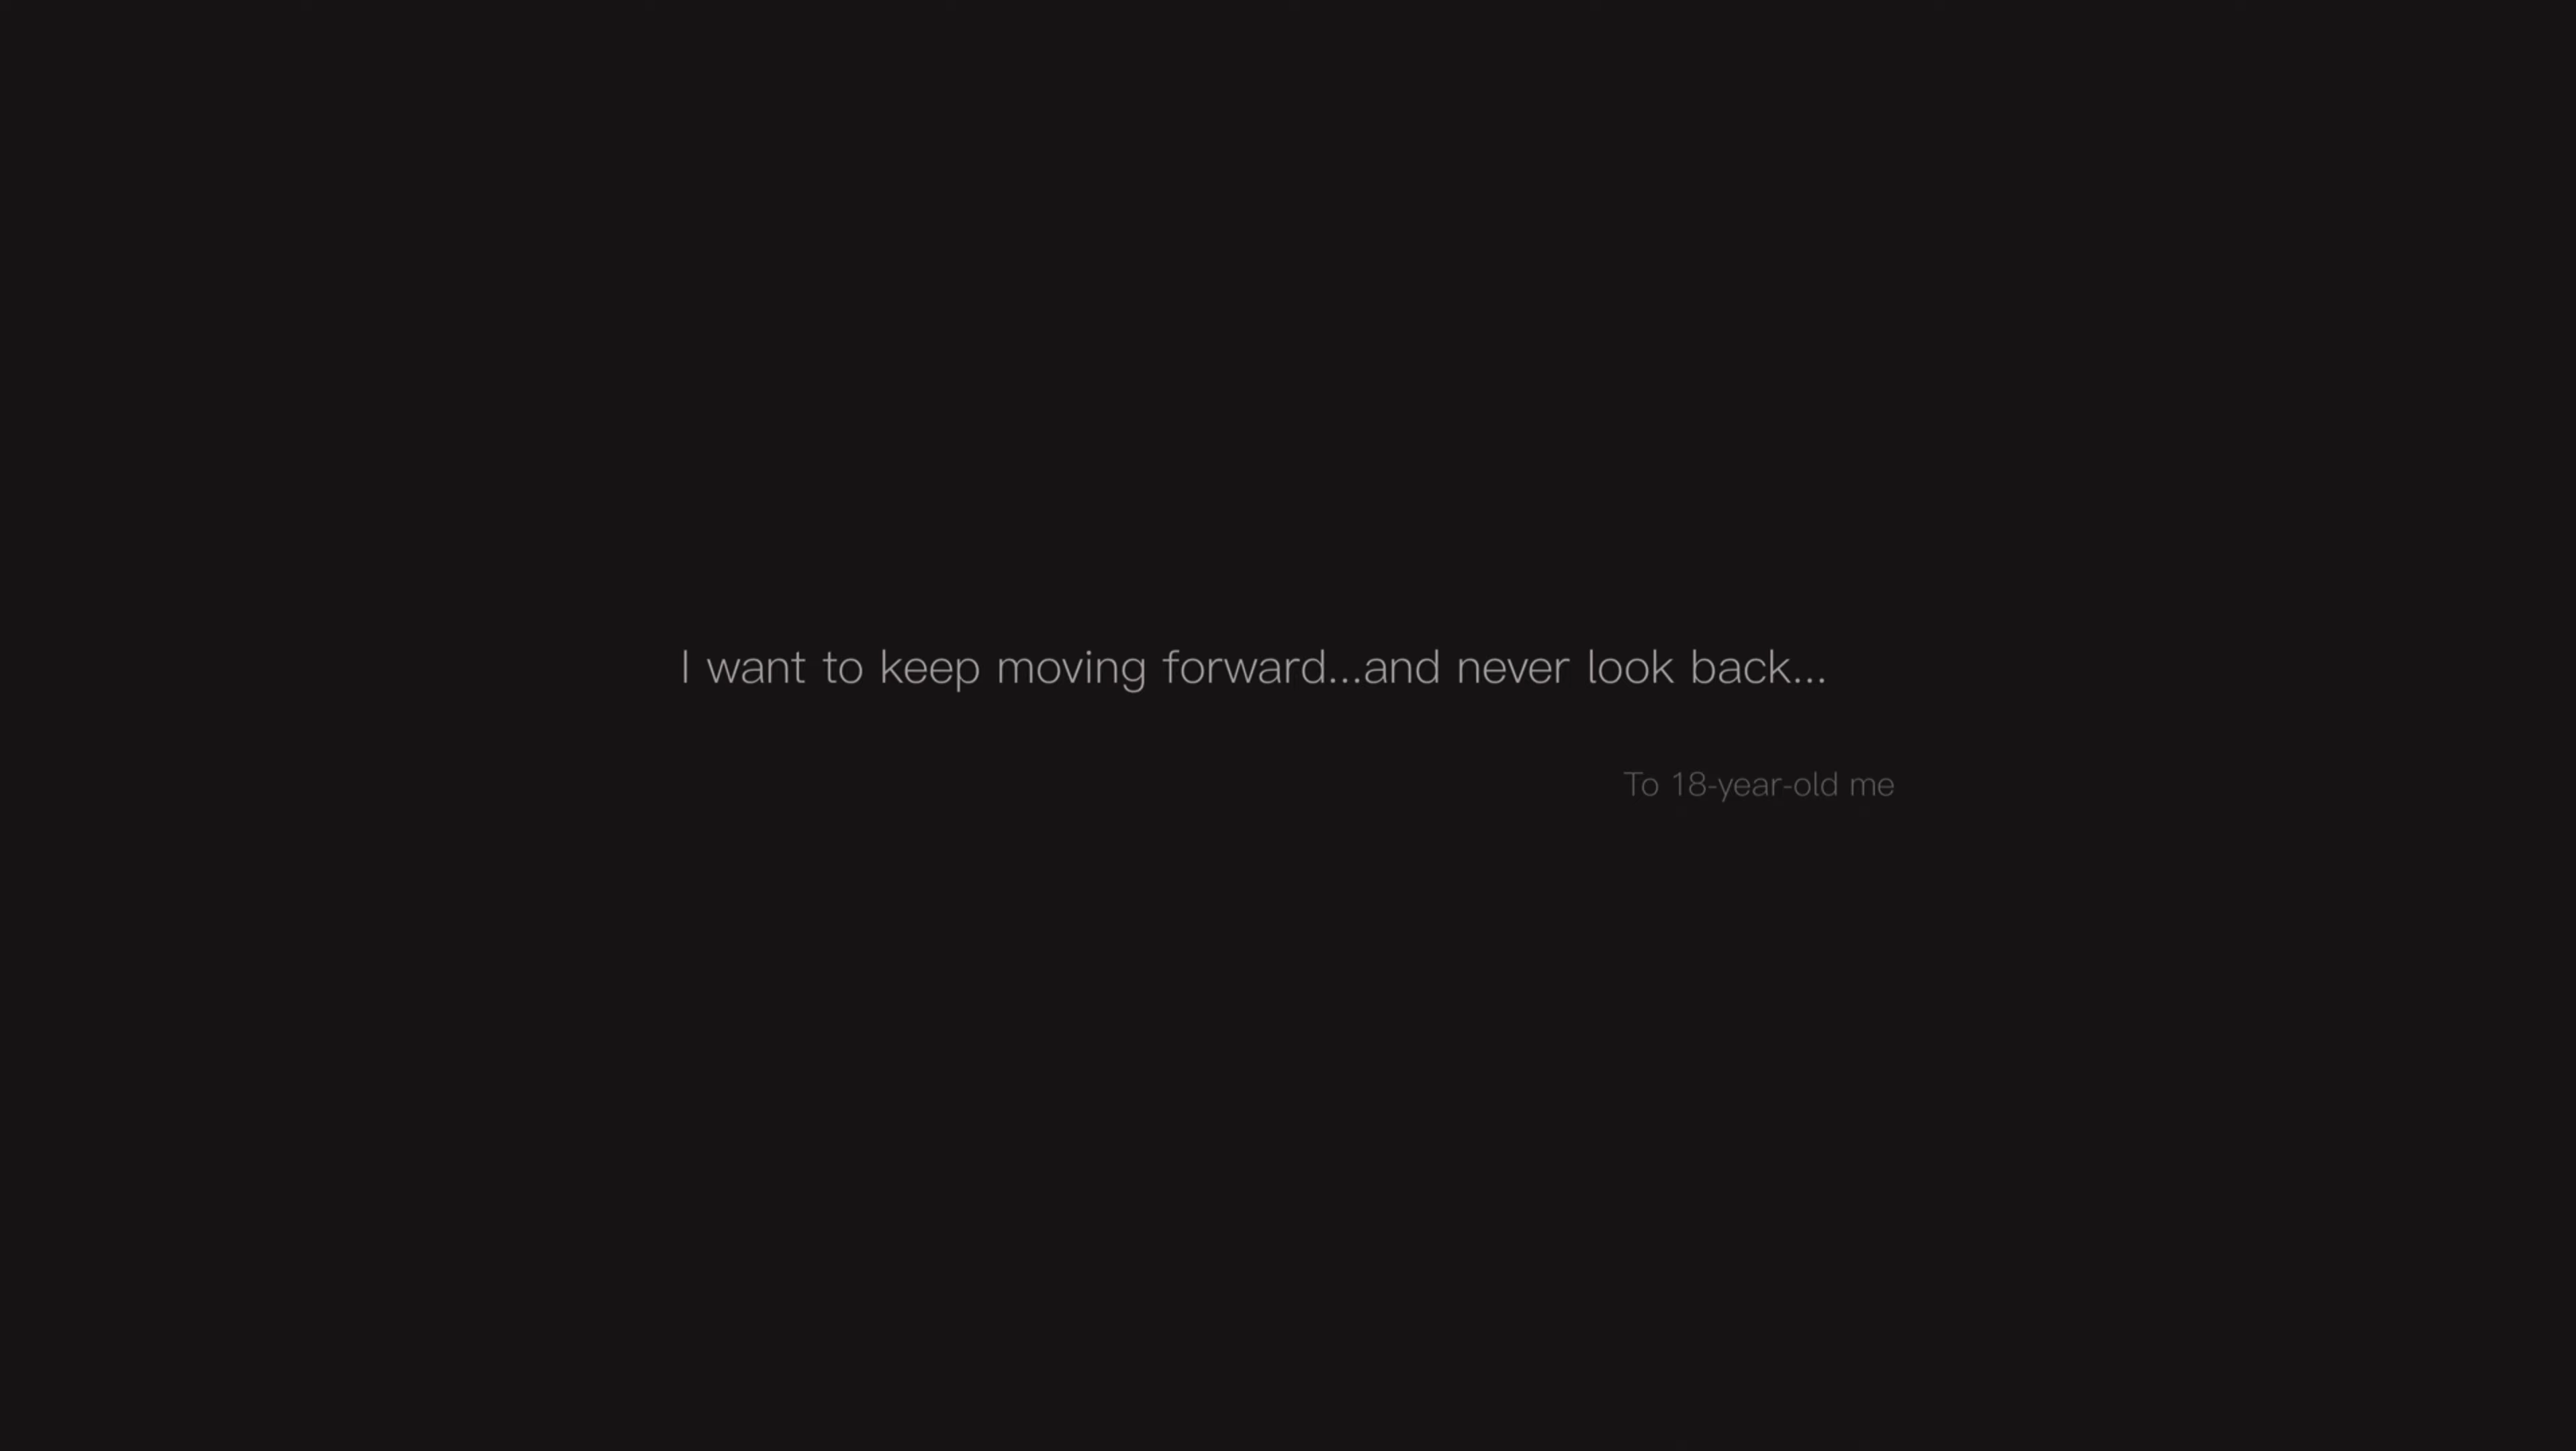 I want to keep moving forward...and never look back...
To 18-year-old me